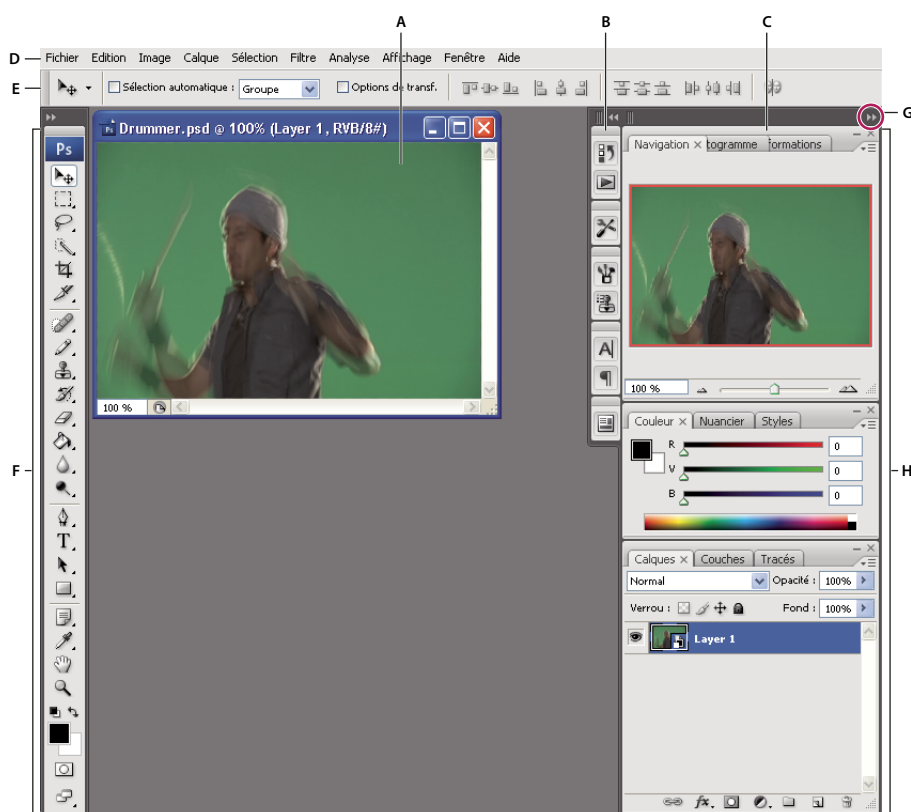 A
B
C
D
Fichier Edition Image Calque Sélection Filtre Analyse Affichage Fenêtre Aide
E
Sélection automatique : Groupe Options de transf.
G
Ps
Drummer.psd @ 100% (Layer 1, RVB/8#)
100 %
Navigation × togramme formations
100 %
F
Couleur × Nuancier Styles
R 0
V 0
B 0
H
Calques × Couches Tracés
Normal Opacité : 100%
Verrou : Fond : 100%
Layer 1
T
A
fx.